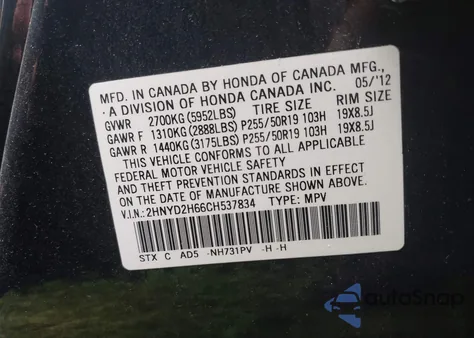 MFD. IN CANADA BY HONDA OF CANADA MFG.,
A DIVISION OF HONDA CANADA INC. 05/'12
GVWR 2700KG (5952LBS) TIRE SIZE RIM SIZE
GAWR F 1310KG (2888LBS) P255/50R19 103H 19X8.5J
GAWR R 1440KG (3175LBS) P255/50R19 103H 19X8.5J
THIS VEHICLE CONFORMS TO ALL APPLICABLE
FEDERAL MOTOR VEHICLE SAFETY
AND THEFT PREVENTION STANDARDS IN EFFECT
ON THE DATE OF MANUFACTURE SHOWN ABOVE.
V.I.N.: 2HNYD2H66CH537834 TYPE: MPV
STX C AD5 -NH731PV -H -H
AutoSnap